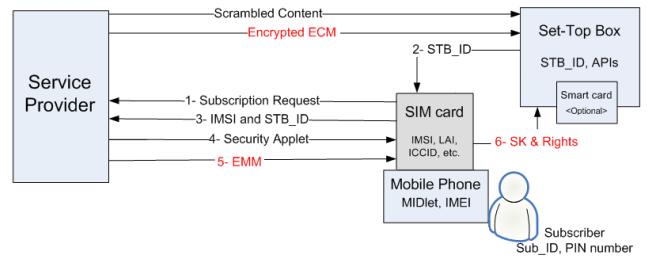 Scrambled Content
Encrypted ECM
Set-Top Box
STB_ID, APIs
Smart card
<Optional>
2- STB_ID
Service
Provider
1- Subscription Request
3- IMSI and STB_ID
4- Security Applet
5- EMM
SIM card
IMSI, LAI,
ICCID, etc.
6- SK & Rights
Mobile Phone
MIDlet, IMEI
Subscriber
Sub_ID, PIN number